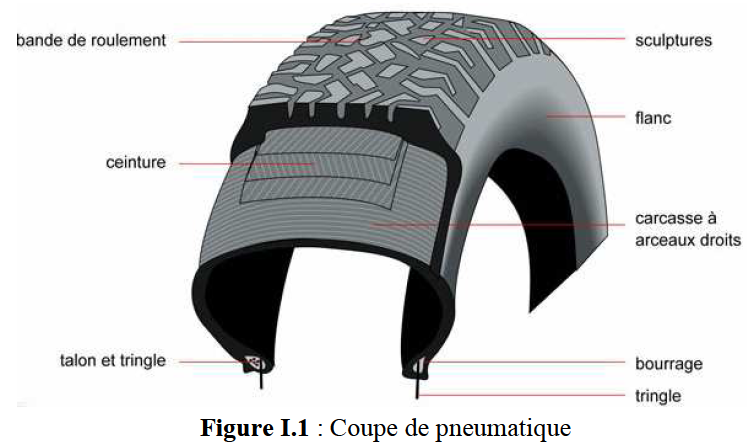 bande de roulement
sculptures
flanc
ceinture
carcasse à
arceaux droits
talon et tringle
bourrage
tringle
Figure I.1 : Coupe de pneumatique